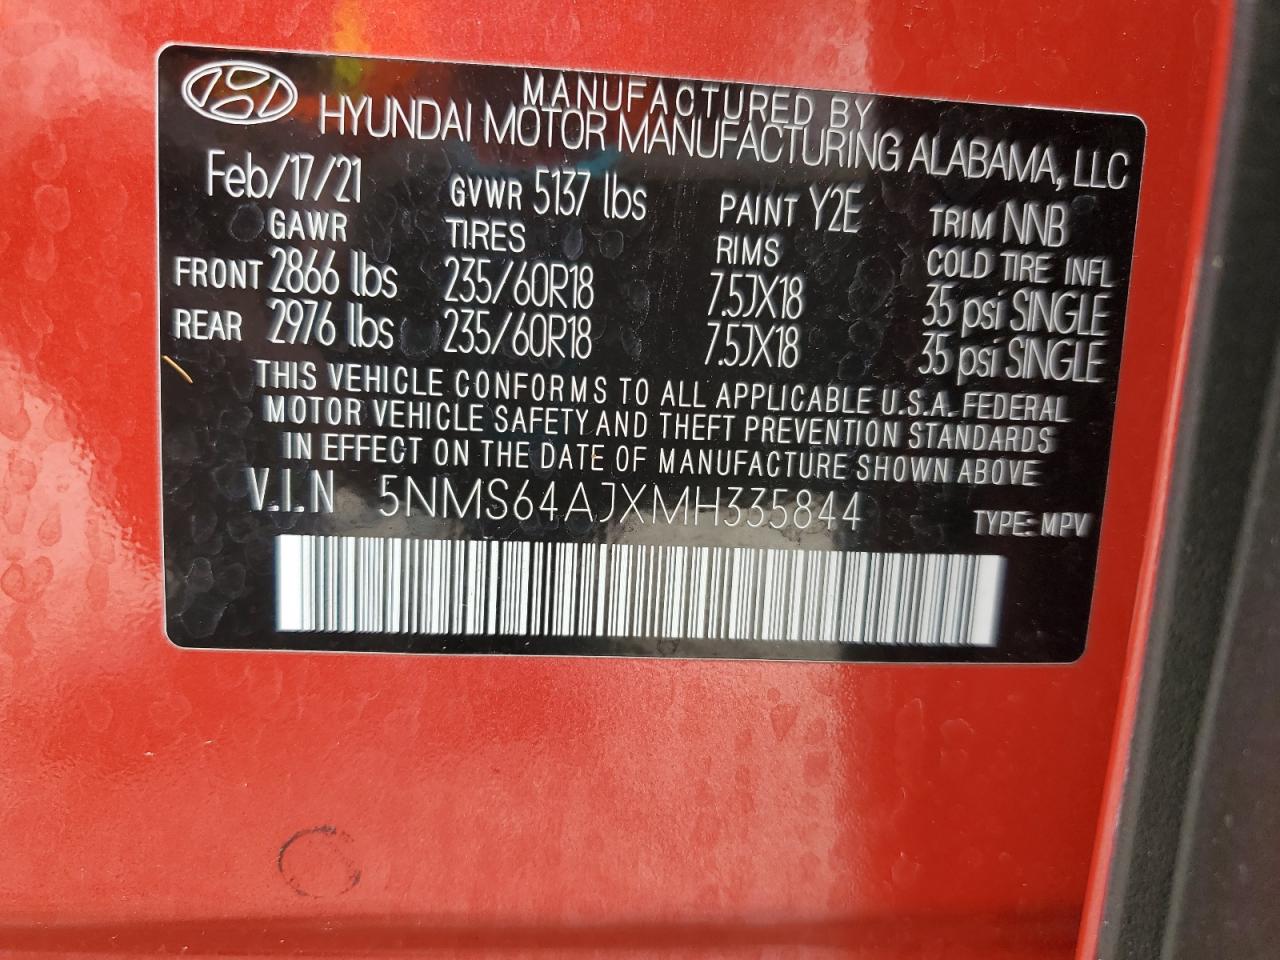 MANUFACTURED BY
HYUNDAI MOTOR MANUFACTURING ALABAMA, LLC
Feb/17/21 GVWR 5137 lbs PAINT Y2E TRIM NNB
GAWR TIRES RIMS COLD TIRE INFL
FRONT 2866 lbs 235/60R18 7.5JX18 35 psi SINGLE
REAR 2976 lbs 235/60R18 7.5JX18 35 psi SINGLE
THIS VEHICLE CONFORMS TO ALL APPLICABLE U.S.A. FEDERAL
MOTOR VEHICLE SAFETY AND THEFT PREVENTION STANDARDS
IN EFFECT ON THE DATE OF MANUFACTURE SHOWN ABOVE
V.I.N 5NMS64AJXMH335844 TYPE: MPV